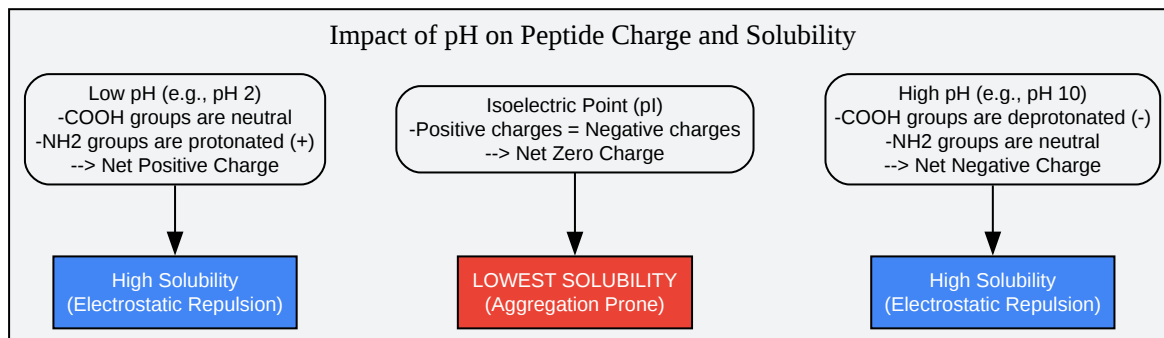 Impact of pH on Peptide Charge and Solubility
Low pH (e.g., pH 2)
-COOH groups are neutral
-NH2 groups are protonated (+)
--> Net Positive Charge
Isoelectric Point (pI)
-Positive charges = Negative charges
--> Net Zero Charge
High pH (e.g., pH 10)
-COOH groups are deprotonated (-)
-NH2 groups are neutral
--> Net Negative Charge
High Solubility
(Electrostatic Repulsion)
LOWEST SOLUBILITY
(Aggregation Prone)
High Solubility
(Electrostatic Repulsion)